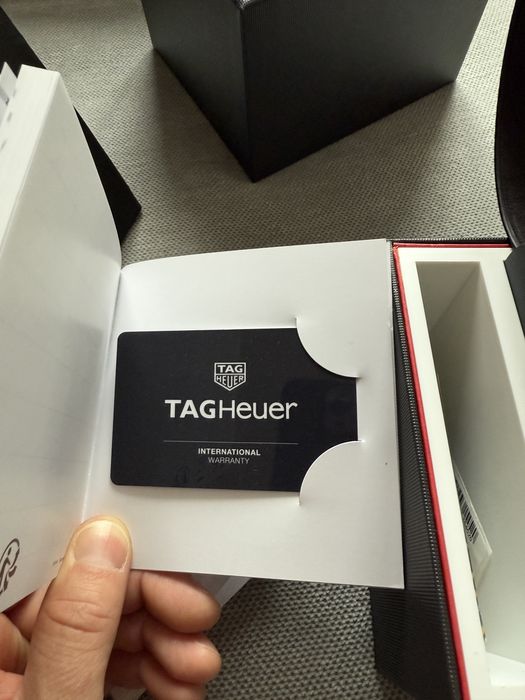 TAG
HEUER
TAGHeuer
INTERNATIONAL
WARRANTY